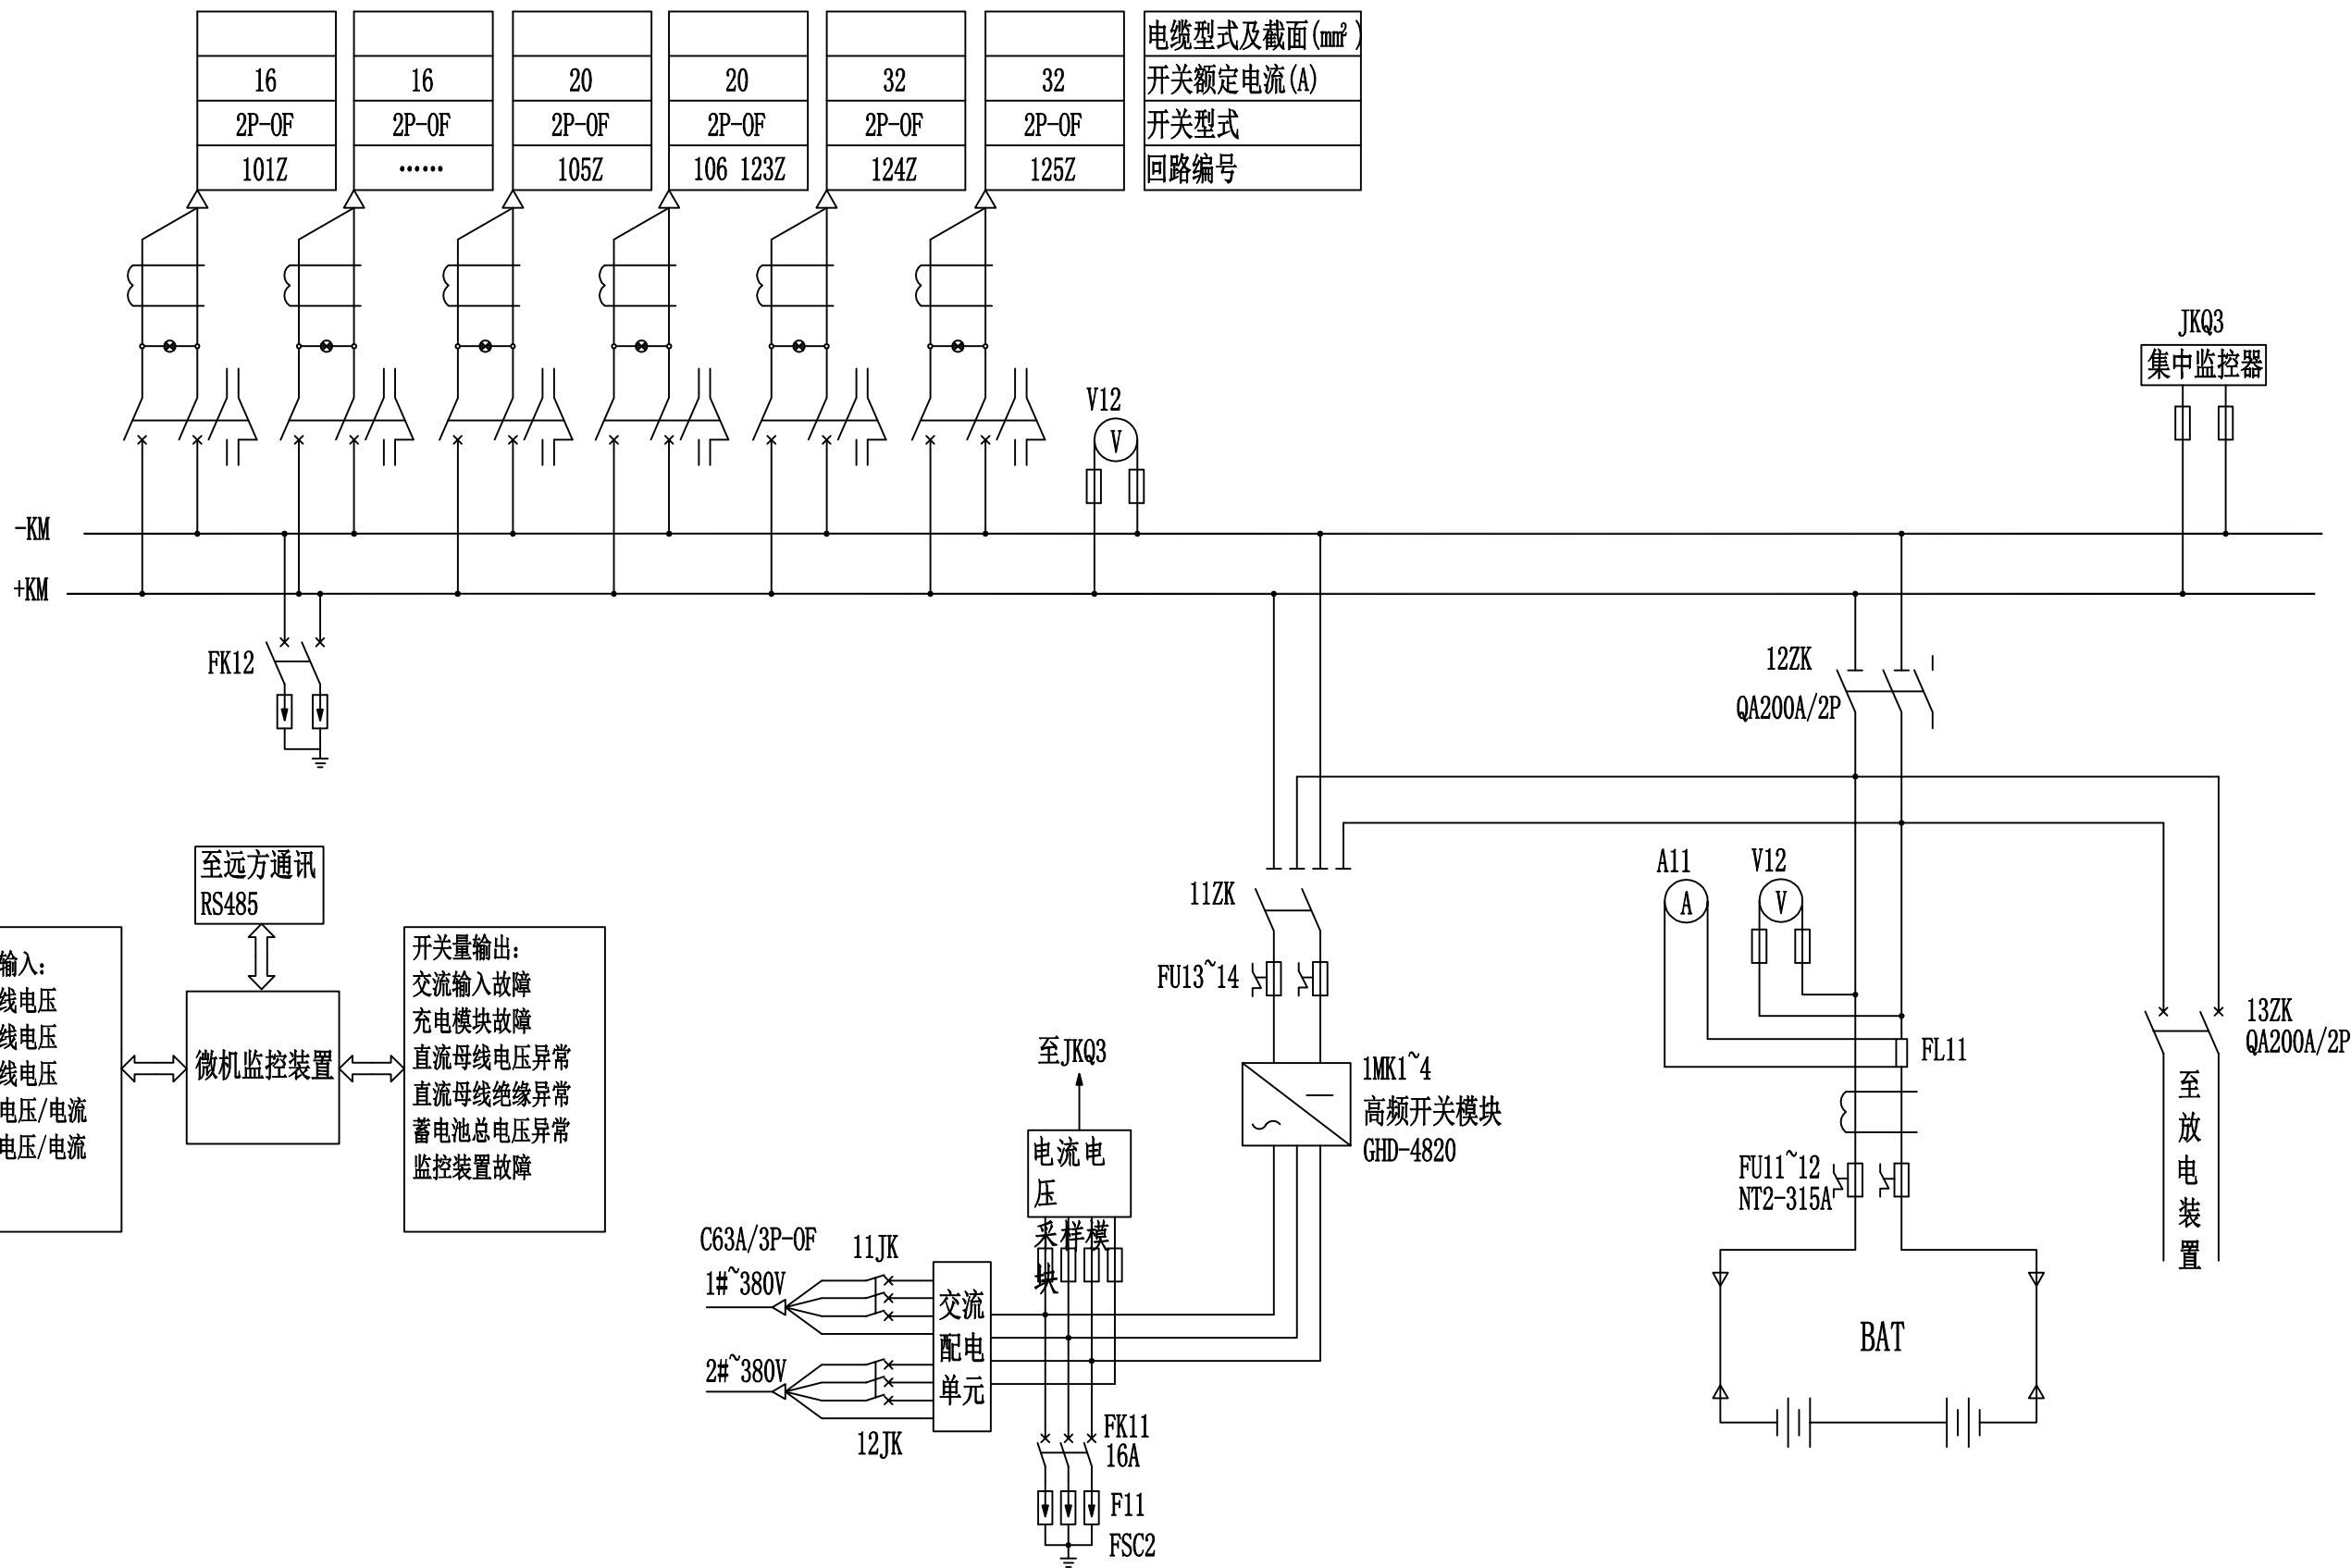 电缆型式及截面(mm²)
16
16
20
20
32
32
开关额定电流(A)
2P-OF
2P-OF
2P-OF
2P-OF
2P-OF
2P-OF
开关型式
101Z
……
105Z
106 123Z
124Z
125Z
回路编号
JKQ3
集中监控器
V12
V
-KM
+KM
FK12
12ZK
QA200A/2P
至远方通讯
RS485
输入:
线电压
线电压
线电压
电压/电流
电压/电流
微机监控装置
开关量输出:
交流输入故障
充电模块故障
直流母线电压异常
直流母线绝缘异常
蓄电池总电压异常
监控装置故障
11ZK
FU13~14
A11
A
V12
V
FL11
13ZK
QA200A/2P
至
放
电
装
置
至JKQ3
1MK1~4
高频开关模块
GHD-4820
电流电
压
采样模
块
FU11~12
NT2-315A
C63A/3P-OF
11JK
1#~380V
2#~380V
12JK
交流
配电
单元
BAT
FK11
16A
F11
FSC2